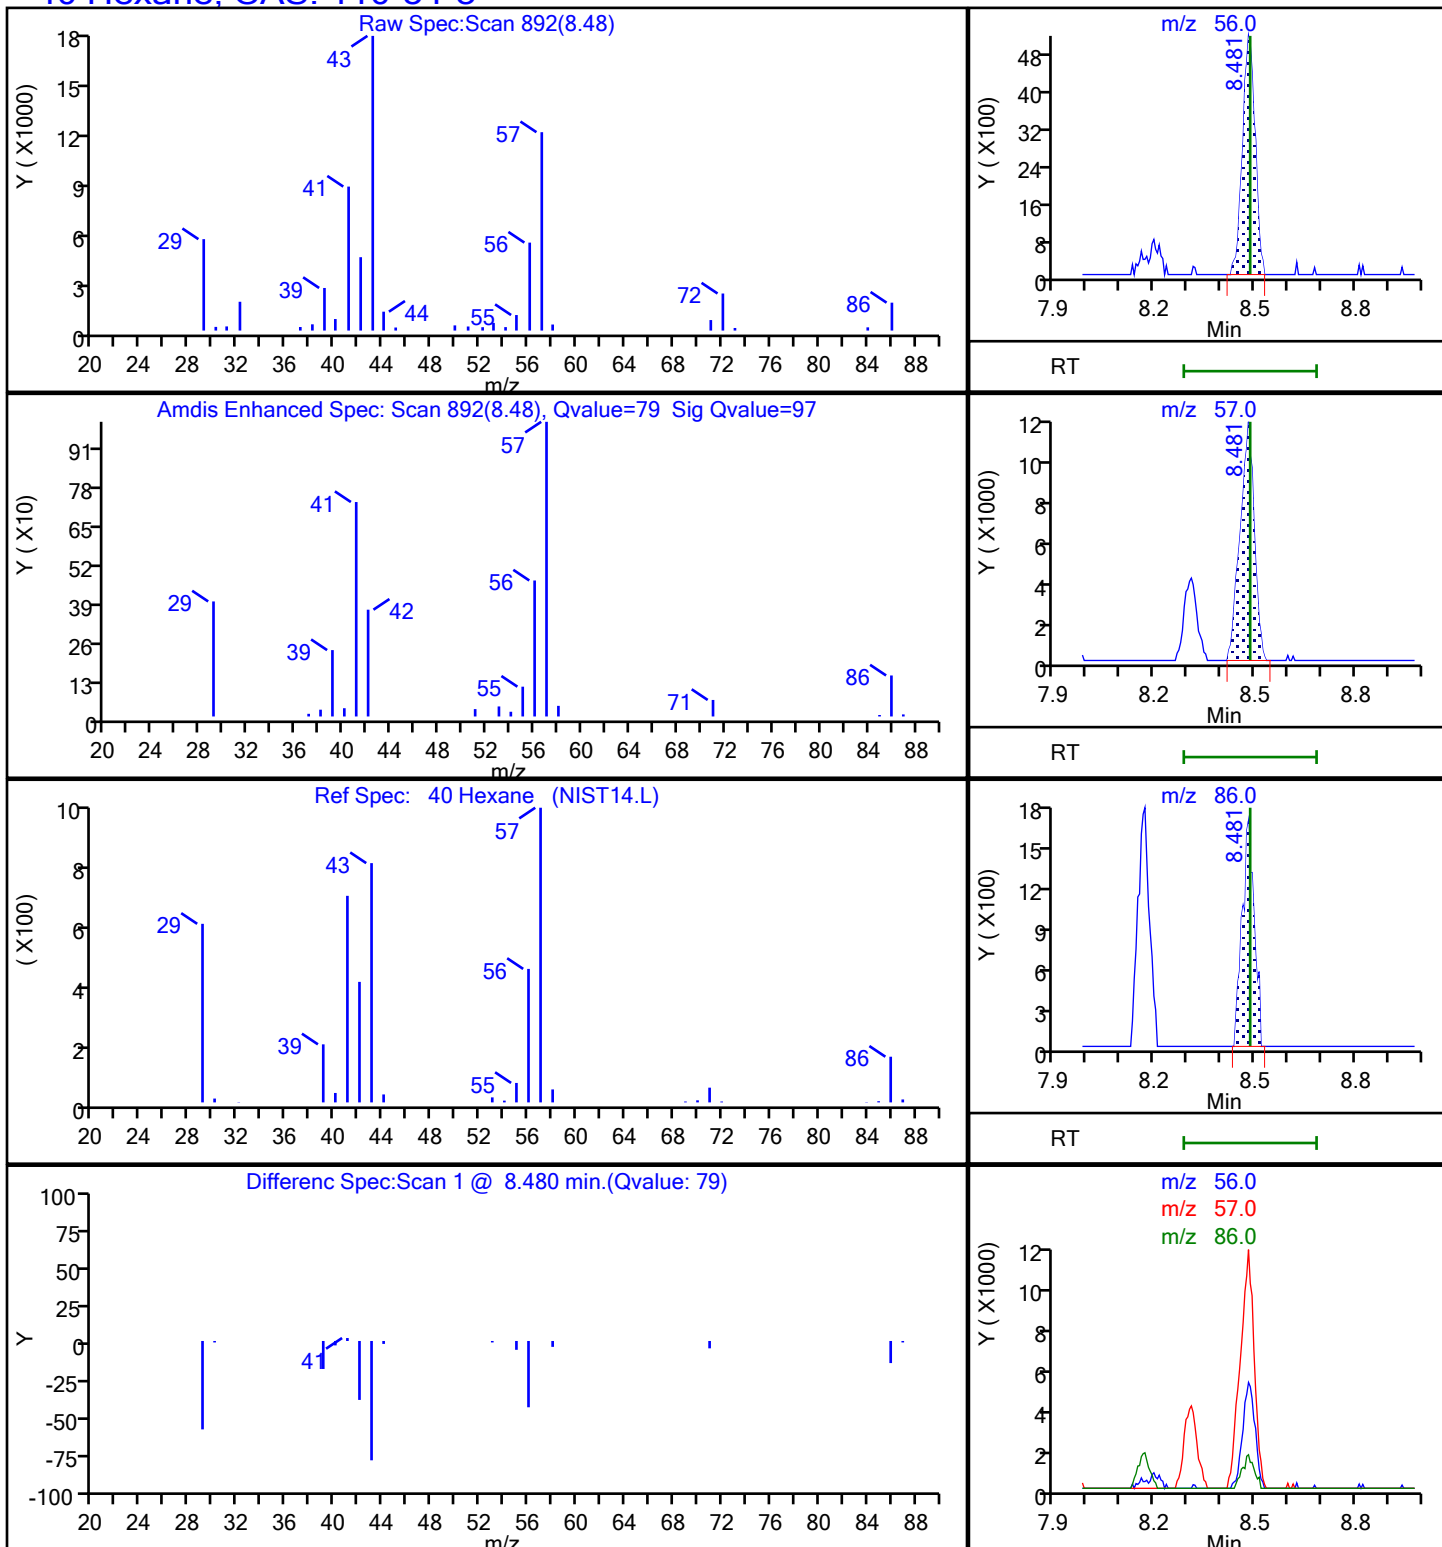 40 Hexane, CAS: 110-54-3
Raw Spec:Scan 892(8.48)
Y ( X1000)
18
15
12
9
6
3
0
43
57
41
29
56
39
44
55
72
86
20 24 28 32 36 40 44 48 52 56 60 64 68 72 76 80 84 88
m/z
m/z 56.0
Y ( X100)
48
40
32
24
16
8
0
8.481
7.9 8.2 8.5 8.8
Min
RT
Amdis Enhanced Spec: Scan 892(8.48), Qvalue=79 Sig Qvalue=97
Y ( X10)
91
78
65
52
39
26
13
0
57
41
56
29
42
39
55
71
86
20 24 28 32 36 40 44 48 52 56 60 64 68 72 76 80 84 88
m/z
m/z 57.0
Y ( X1000)
12
10
8
6
4
2
0
8.481
7.9 8.2 8.5 8.8
Min
RT
Ref Spec: 40 Hexane (NIST14.L)
( X100)
10
8
6
4
2
0
57
43
29
56
39
55
86
20 24 28 32 36 40 44 48 52 56 60 64 68 72 76 80 84 88
m/z 86.0
Y ( X100)
18
15
12
9
6
3
0
8.481
7.9 8.2 8.5 8.8
Min
RT
Differenc Spec:Scan 1 @ 8.480 min.(Qvalue: 79)
Y
100
75
50
25
0
-25
-50
-75
-100
41
20 24 28 32 36 40 44 48 52 56 60 64 68 72 76 80 84 88
m/z
m/z 56.0
m/z 57.0
m/z 86.0
Y ( X1000)
12
10
8
6
4
2
0
7.9 8.2 8.5 8.8
Min